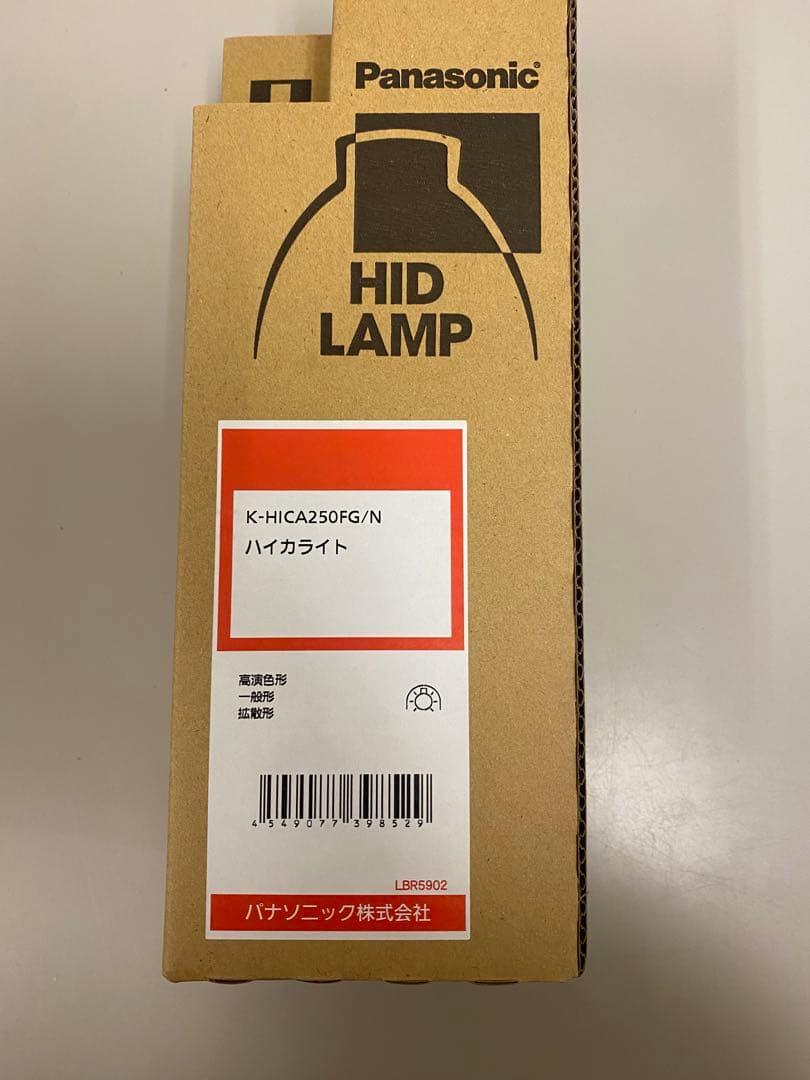 Panasonic®
HID
LAMP
K-HICA250FG/N
ハイカライト
高演色形
一般形
拡散形
4549077398529
LBR5902
パナソニック株式会社